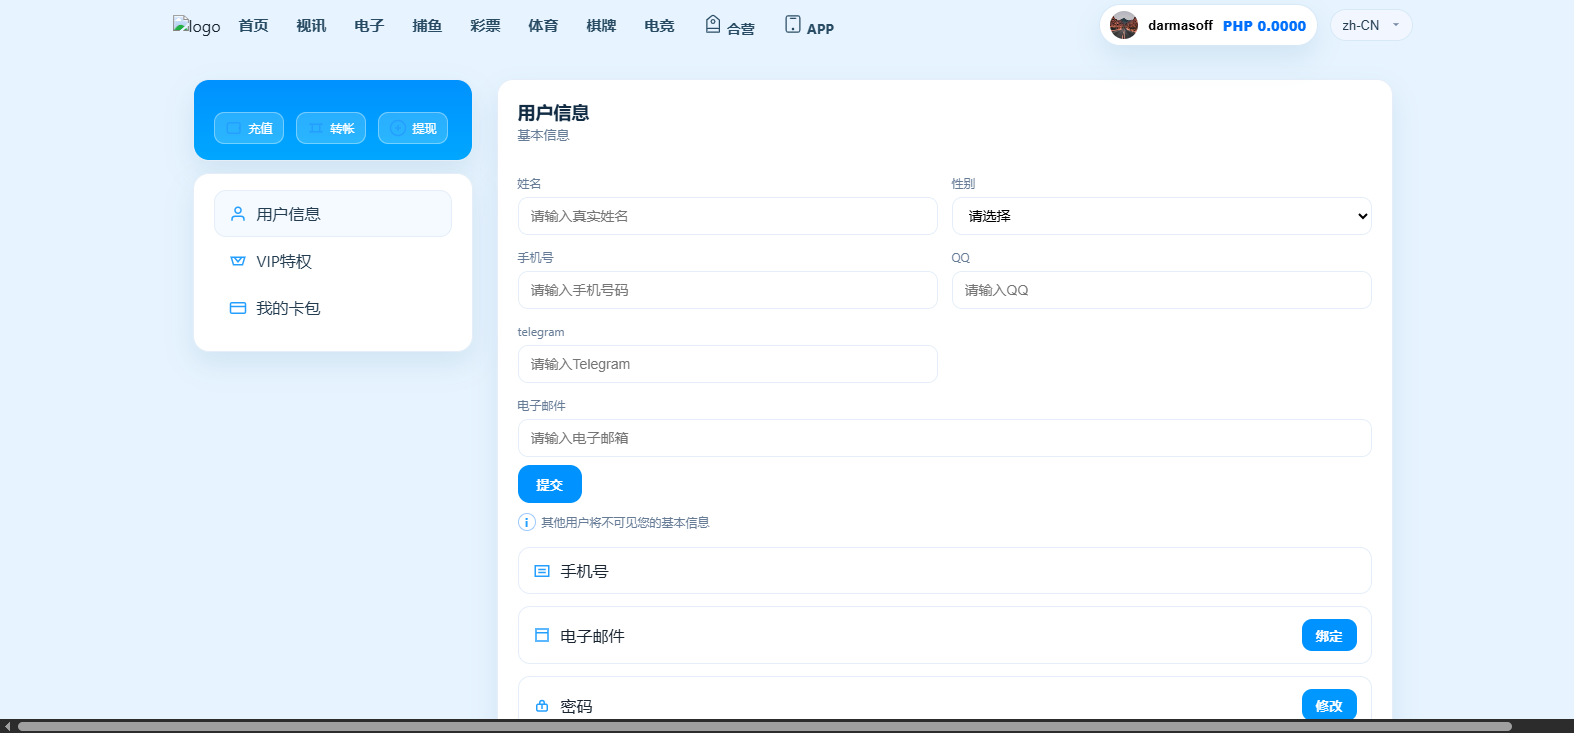 logo 首页 视讯 电子 捕鱼 彩票 体育 棋牌 电竞 合营 APP darmasoff PHP 0.0000 zh-CN
充值 转帐 提现
用户信息
VIP特权
我的卡包
用户信息
基本信息
姓名 性别
请输入真实姓名 请选择
手机号 QQ
请输入手机号码 请输入QQ
telegram
请输入Telegram
电子邮件
请输入电子邮箱
提交
其他用户将不可见您的基本信息
手机号
电子邮件 绑定
密码 修改